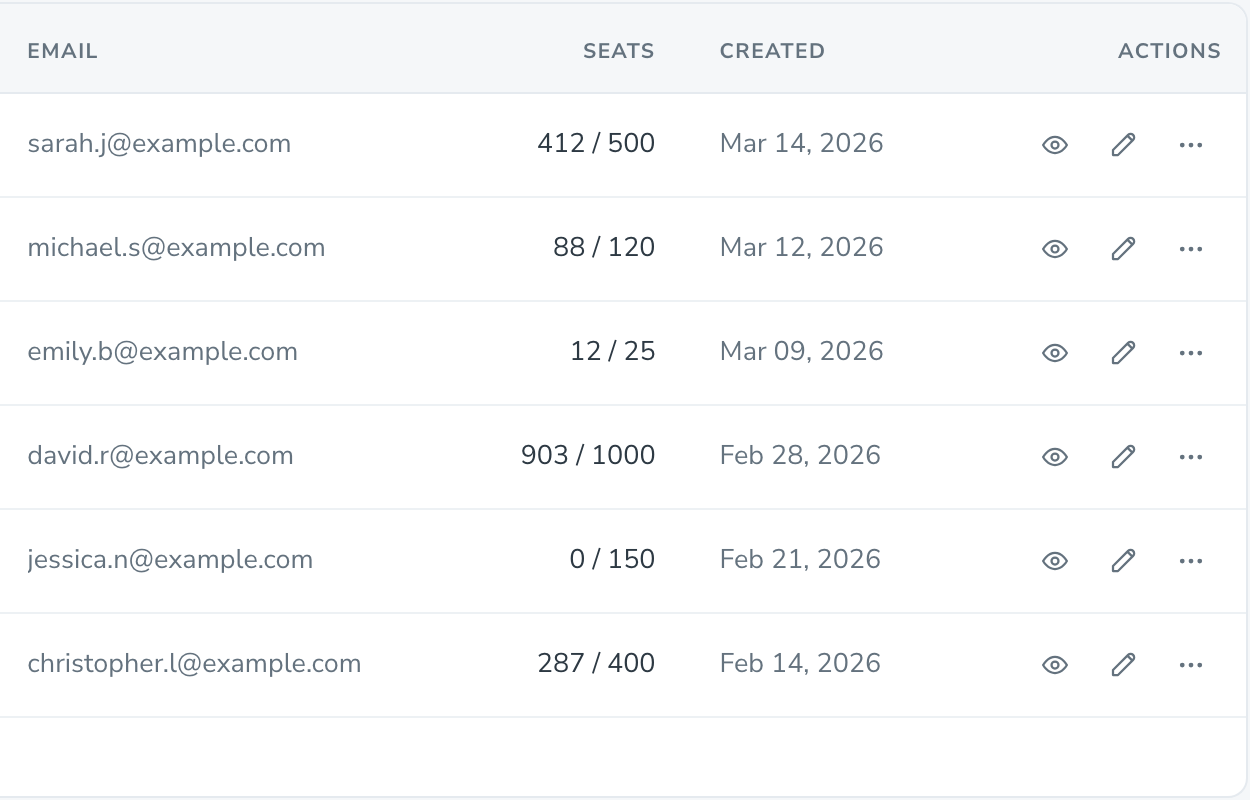 EMAIL SEATS CREATED ACTIONS
sarah.j@example.com 412 / 500 Mar 14, 2026
michael.s@example.com 88 / 120 Mar 12, 2026
emily.b@example.com 12 / 25 Mar 09, 2026
david.r@example.com 903 / 1000 Feb 28, 2026
jessica.n@example.com 0 / 150 Feb 21, 2026
christopher.l@example.com 287 / 400 Feb 14, 2026